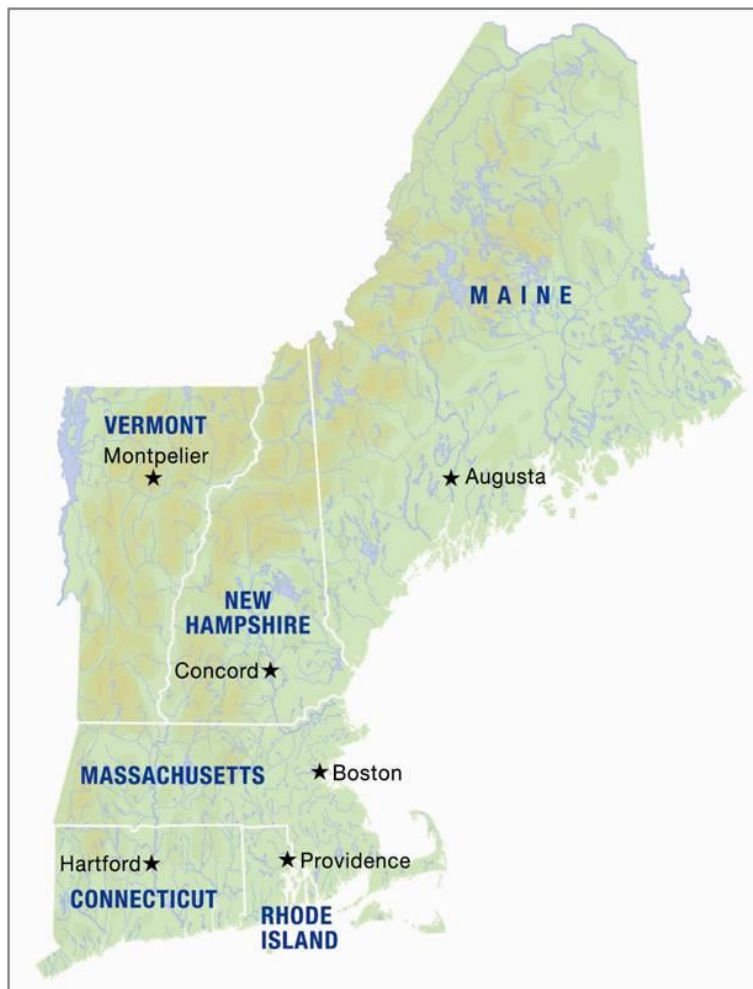 MAINE
VERMONT
Montpelier
Augusta
NEW
HAMPSHIRE
Concord
MASSACHUSETTS
Boston
Hartford
Providence
CONNECTICUT
RHODE
ISLAND